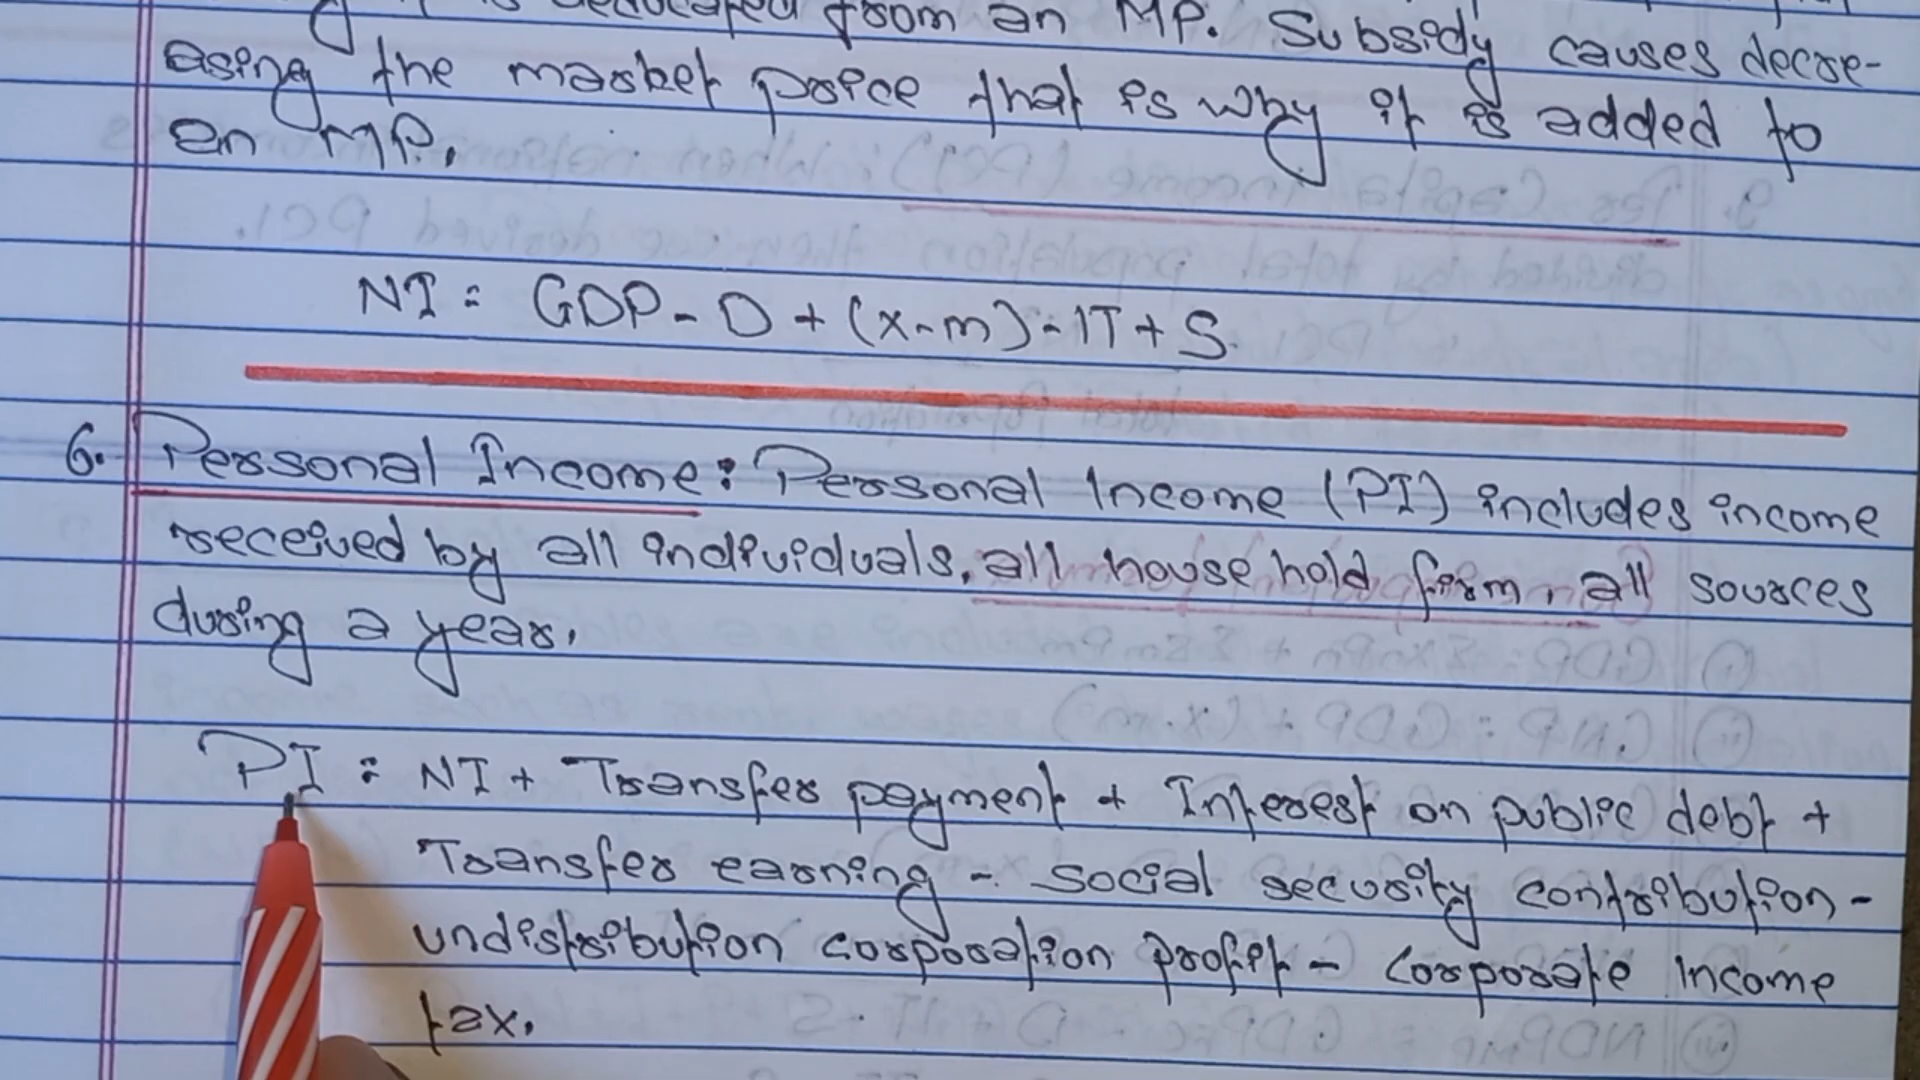 is deducated from an MP. Subsidy causes decre-
asing the market price that is why it is added to
an MP.
NI = GDP - D + (x-m) - IT + S.
6. Personal Income: Personal Income (PI) includes income
received by all individuals, all house hold form, all sources
during a year.
PI = NI + Transfer payment + Interest on public debt +
Transfer earning - social security contribution -
undistribution corporation profit - corporate income
tax.